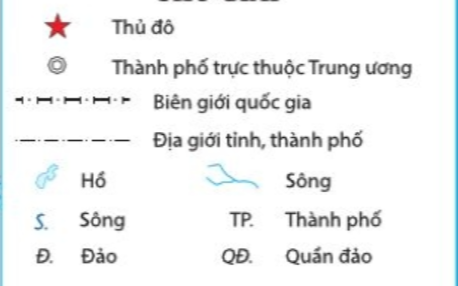 Thủ đô
Thành phố trực thuộc Trung ương
Biên giới quốc gia
Địa giới tỉnh, thành phố
Hồ Sông
S. Sông TP. Thành phố
Đ. Đảo QĐ. Quần đảo